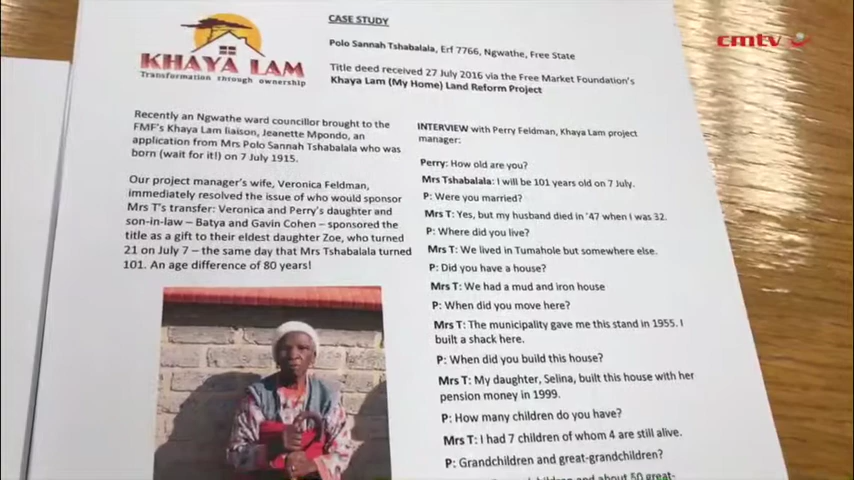 cmtv
KHAYA LAM
Transformation through ownership
CASE STUDY
Polo Sannah Tshabalala, Erf 7766, Ngwathe, Free State
Title deed received 27 July 2016 via the Free Market Foundation's
Khaya Lam (My Home) Land Reform Project
Recently an Ngwathe ward councillor brought to the
FMF's Khaya Lam liaison, Jeanette Mpondo, an
application from Mrs Polo Sannah Tshabalala who was
born (wait for it!) on 7 July 1915.
Our project manager's wife, Veronica Feldman,
immediately resolved the issue of who would sponsor
Mrs T's transfer: Veronica and Perry's daughter and
son-in-law – Batya and Gavin Cohen – sponsored the
title as a gift to their eldest daughter Zoe, who turned
21 on July 7 – the same day that Mrs Tshabalala turned
101. An age difference of 80 years!
INTERVIEW with Perry Feldman, Khaya Lam project
manager:
Perry: How old are you?
Mrs Tshabalala: I will be 101 years old on 7 July.
P: Were you married?
Mrs T: Yes, but my husband died in '47 when I was 32.
P: Where did you live?
Mrs T: We lived in Tumahole but somewhere else.
P: Did you have a house?
Mrs T: We had a mud and iron house
P: When did you move here?
Mrs T: The municipality gave me this stand in 1955. I
built a shack here.
P: When did you build this house?
Mrs T: My daughter, Selina, built this house with her
pension money in 1999.
P: How many children do you have?
Mrs T: I had 7 children of whom 4 are still alive.
P: Grandchildren and great-grandchildren?
children and about 50 great-